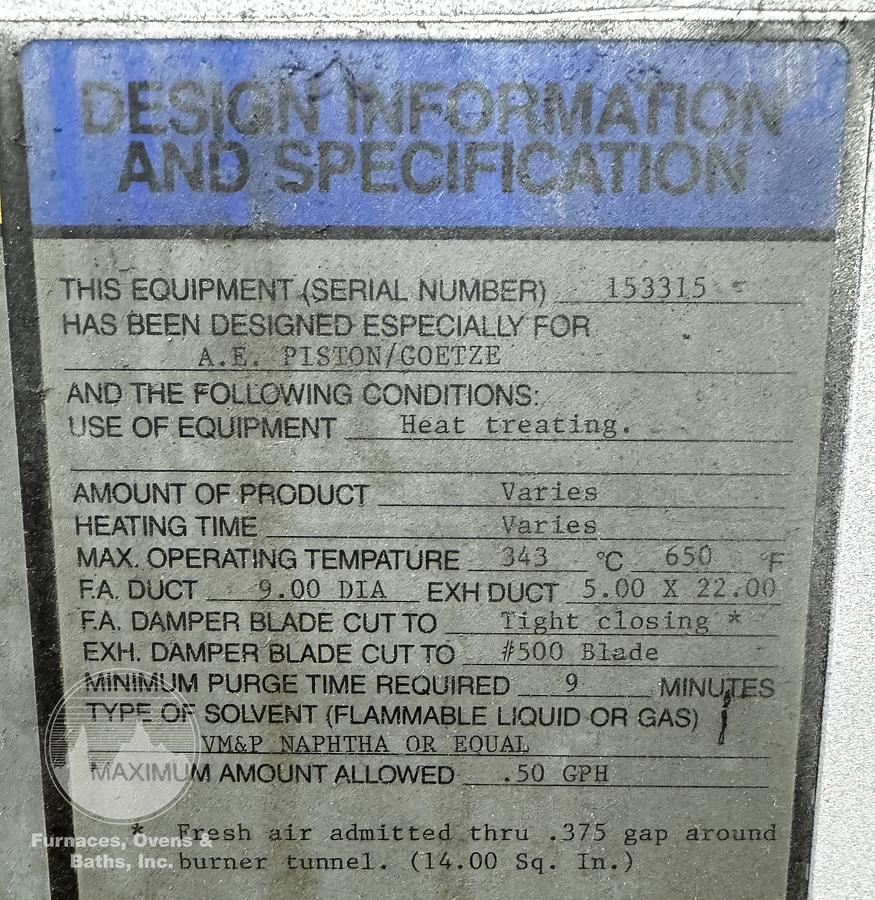 DESIGN INFORMATION
AND SPECIFICATION
THIS EQUIPMENT (SERIAL NUMBER) 153315
HAS BEEN DESIGNED ESPECIALLY FOR
A.E. PISTON/GOETZE
AND THE FOLLOWING CONDITIONS:
USE OF EQUIPMENT Heat treating.
AMOUNT OF PRODUCT Varies
HEATING TIME Varies
MAX. OPERATING TEMPATURE 343 °C 650 °F
F.A. DUCT 9.00 DIA EXH DUCT 5.00 X 22.00
F.A. DAMPER BLADE CUT TO Tight closing *
EXH. DAMPER BLADE CUT TO #500 Blade
MINIMUM PURGE TIME REQUIRED 9 MINUTES
TYPE OF SOLVENT (FLAMMABLE LIQUID OR GAS)
VM&P NAPHTHA OR EQUAL
MAXIMUM AMOUNT ALLOWED .50 GPH
* Fresh air admitted thru .375 gap around
burner tunnel. (14.00 Sq. In.)
Furnaces, Ovens &
Baths, Inc.